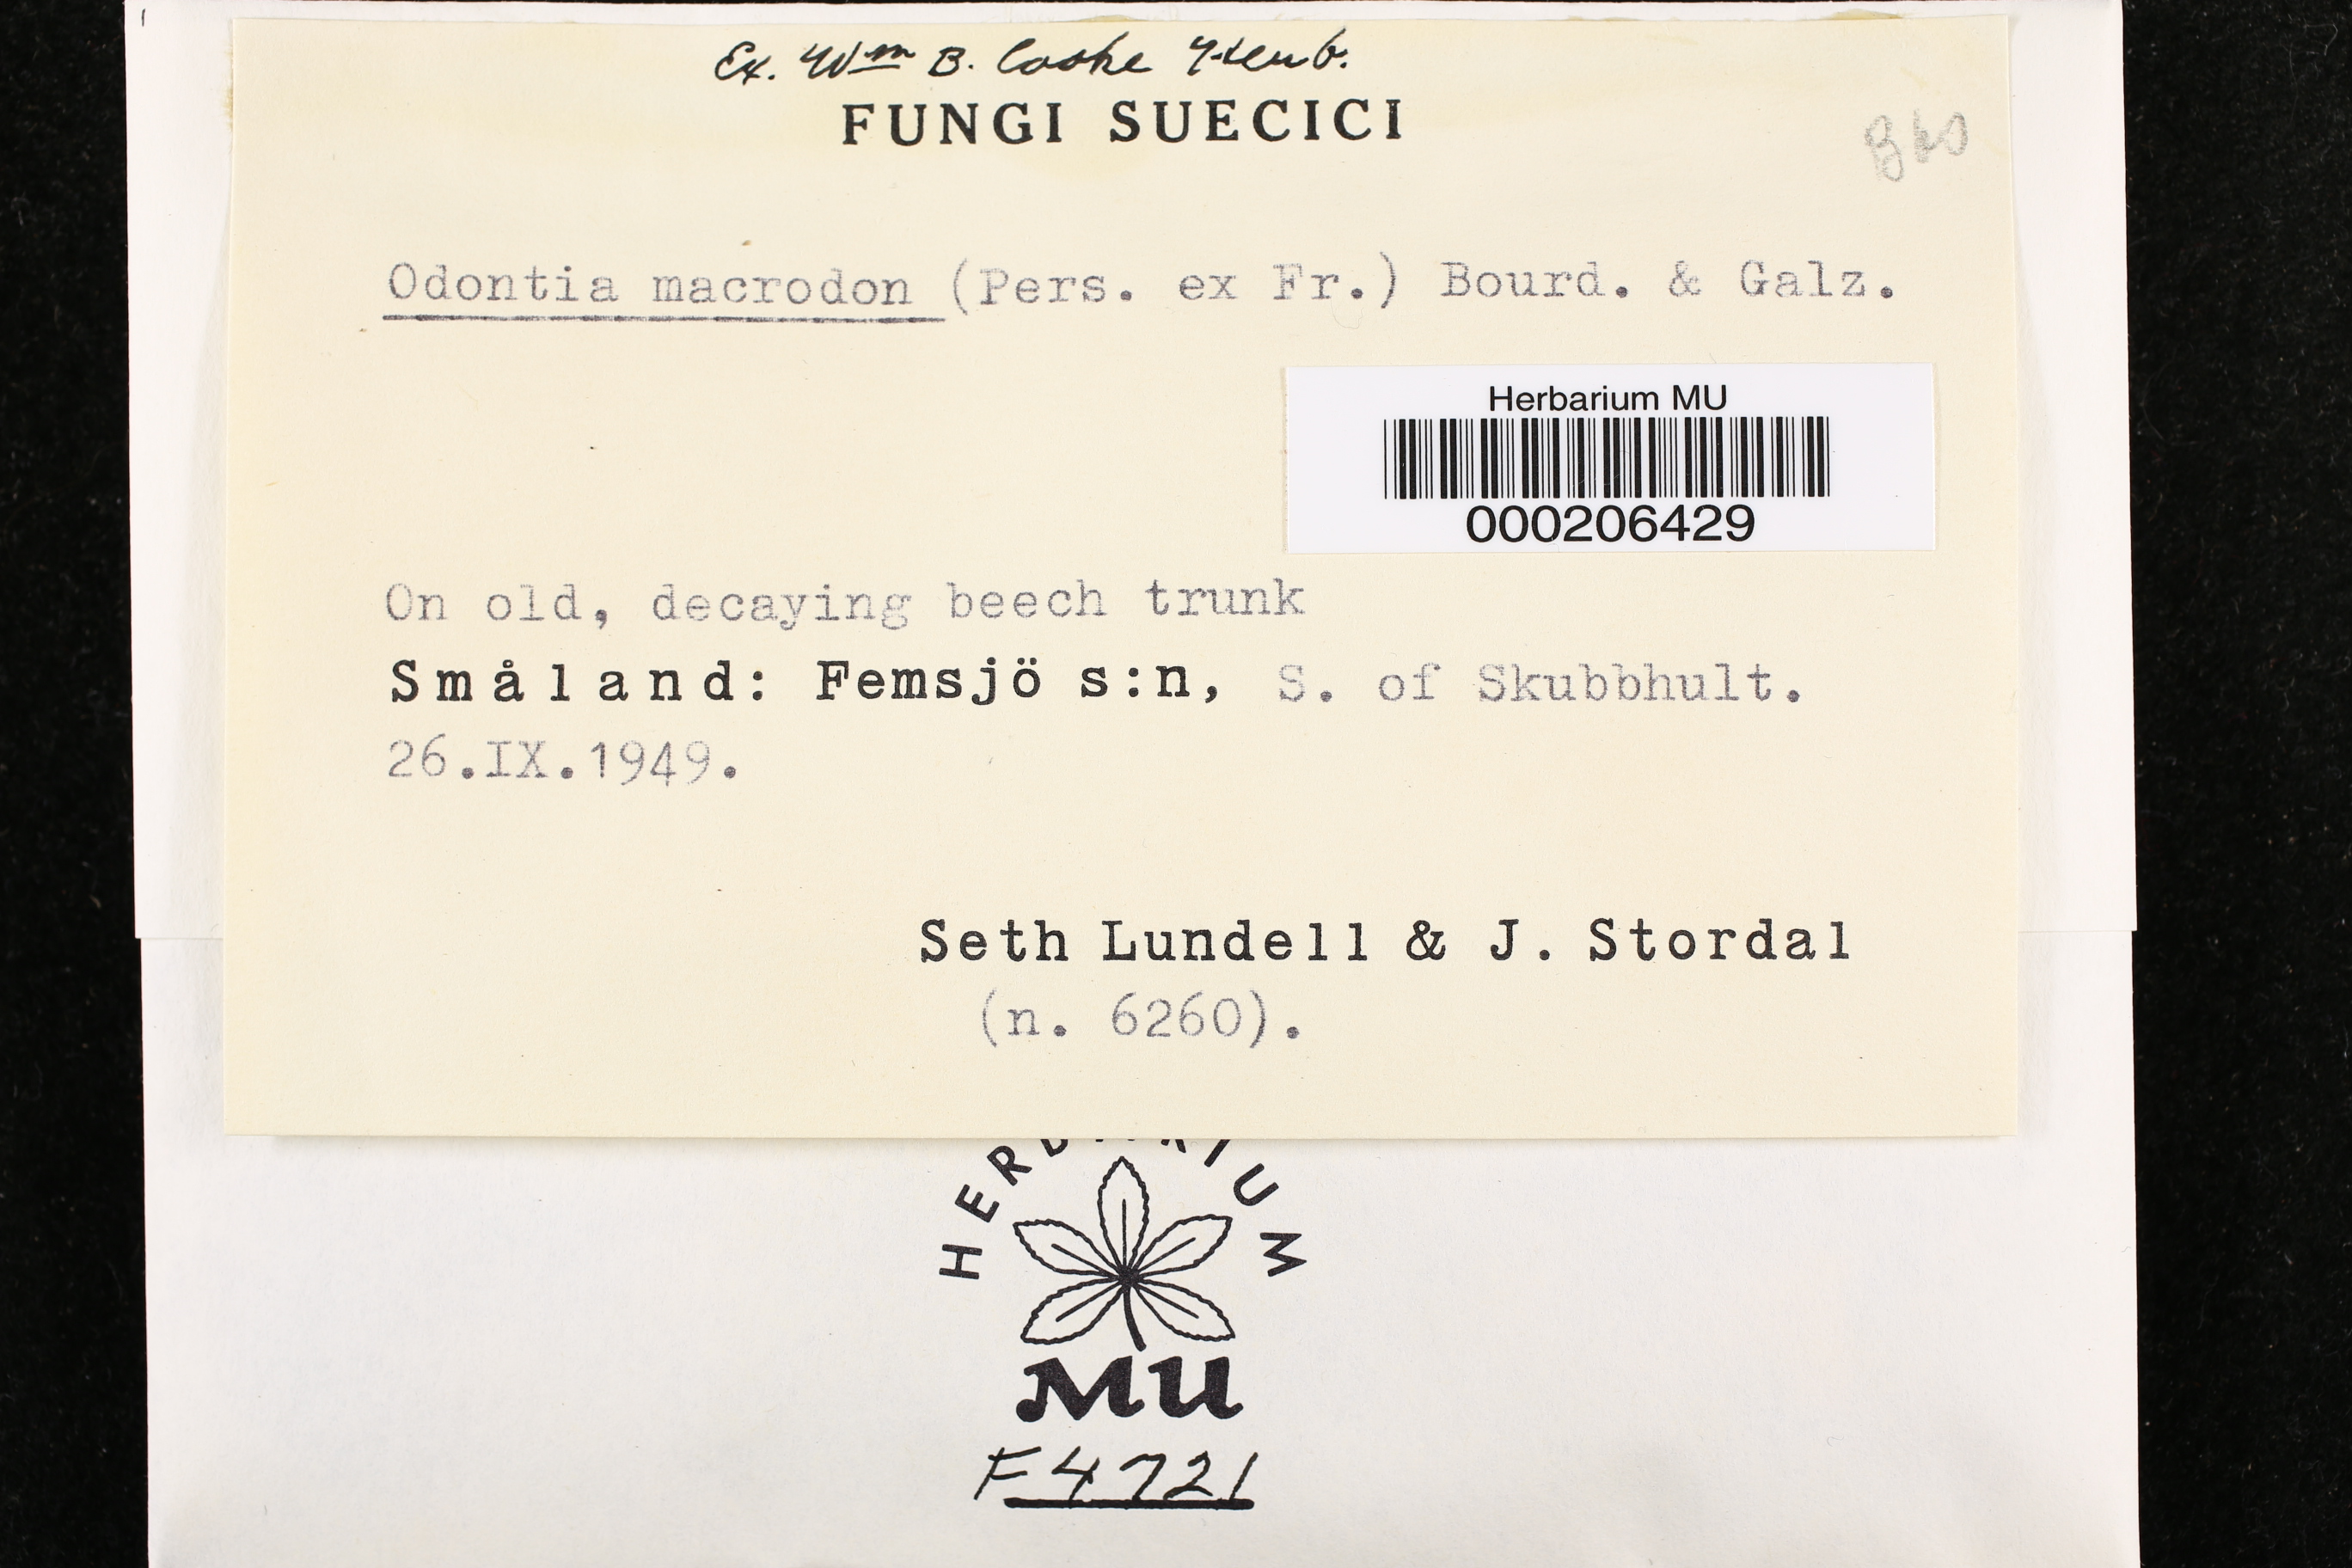 Ex. Wm B. Cooke Herb.
FUNGI SUECICI
Odontia macrodon (Pers. ex Fr.) Bourd. & Galz.
Herbarium MU
000206429
On old, decaying beech trunk
Småland: Femsjö s:n, S. of Skubbhult.
26.IX.1949.
Seth Lundell & J. Stordal
(n. 6260).
HERBARIUM
MU
F4721